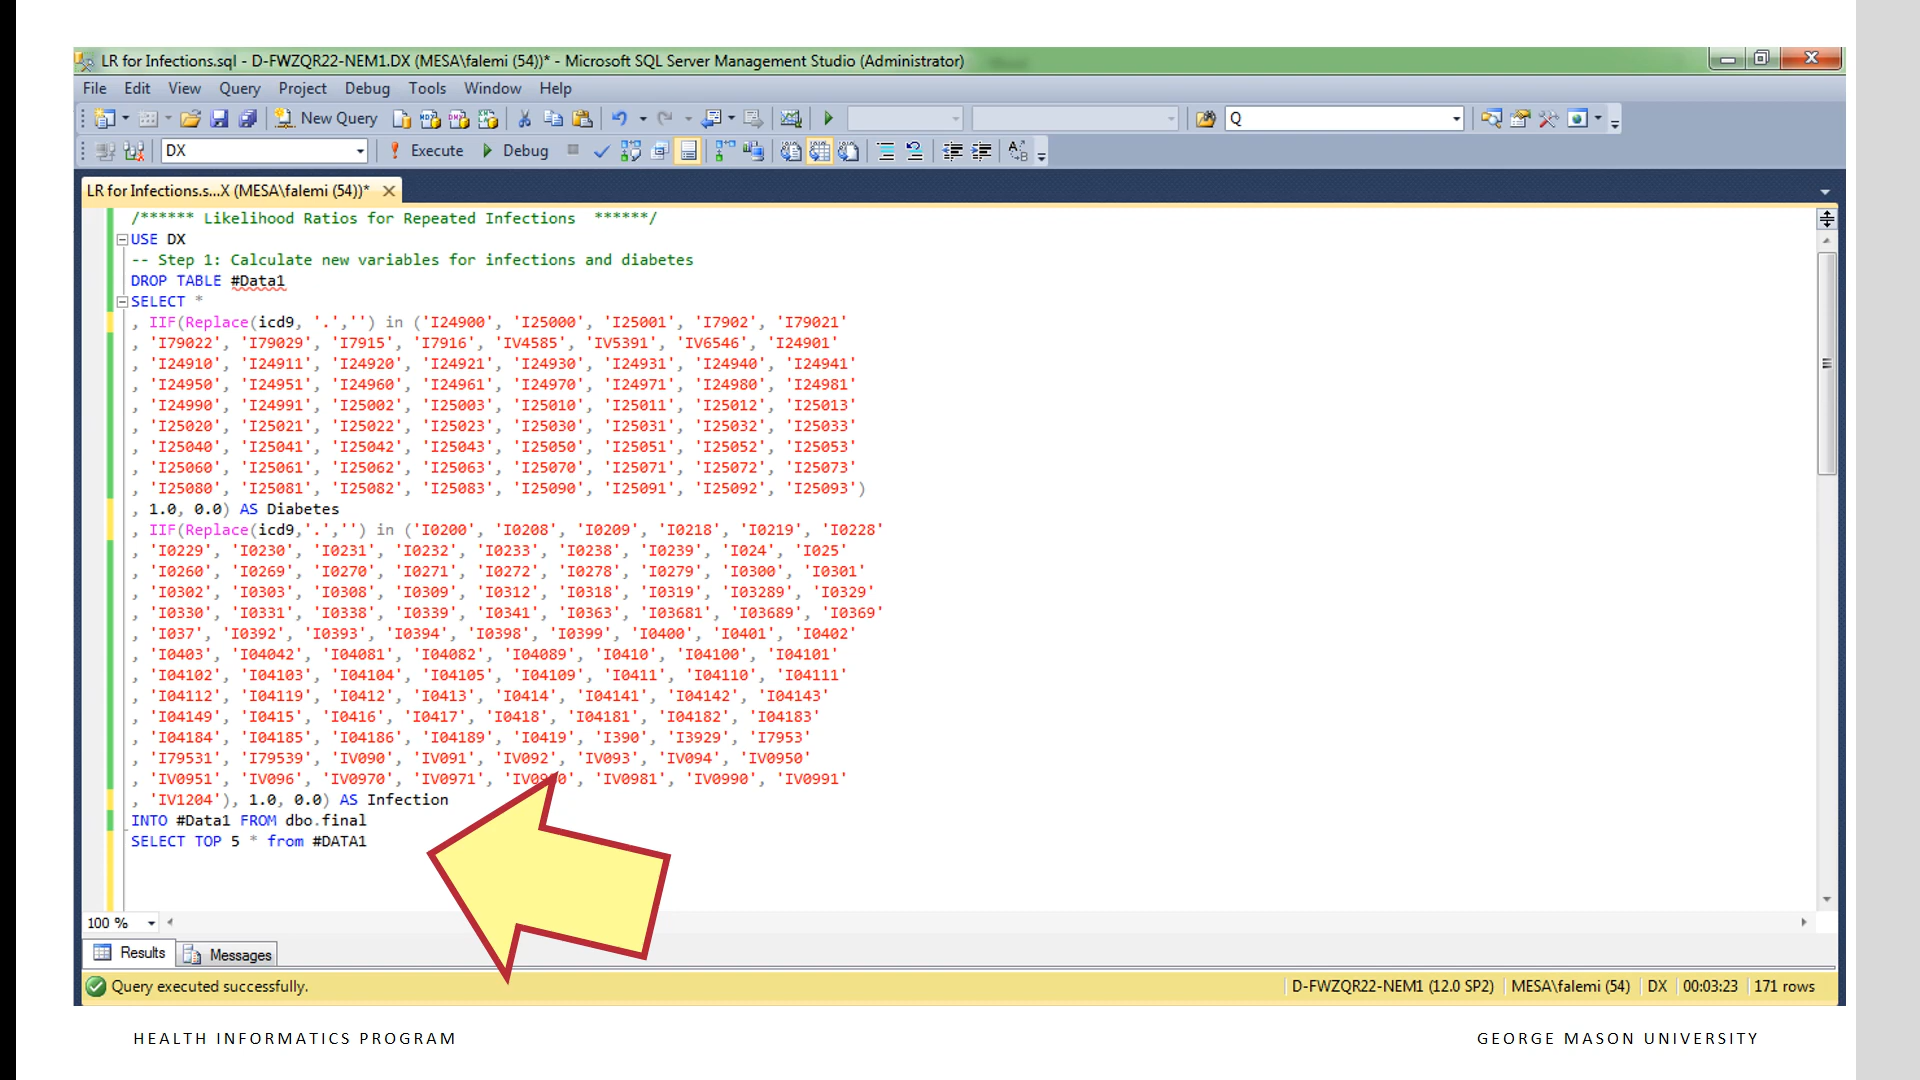 LR for Infections.sql - D-FWZQR22-NEM1.DX (MESA\falemi (54))* - Microsoft SQL Server Management Studio (Administrator)
File Edit View Query Project Debug Tools Window Help
New Query Q
DX Execute Debug
LR for Infections.s...X (MESA\falemi (54))*
/****** Likelihood Ratios for Repeated Infections ******/
USE DX
-- Step 1: Calculate new variables for infections and diabetes
DROP TABLE #Data1
SELECT *
, IIF(Replace(icd9, '.','') in ('I24900', 'I25000', 'I25001', 'I7902', 'I79021'
, 'I79022', 'I79029', 'I7915', 'I7916', 'IV4585', 'IV5391', 'IV6546', 'I24901'
, 'I24910', 'I24911', 'I24920', 'I24921', 'I24930', 'I24931', 'I24940', 'I24941'
, 'I24950', 'I24951', 'I24960', 'I24961', 'I24970', 'I24971', 'I24980', 'I24981'
, 'I24990', 'I24991', 'I25002', 'I25003', 'I25010', 'I25011', 'I25012', 'I25013'
, 'I25020', 'I25021', 'I25022', 'I25023', 'I25030', 'I25031', 'I25032', 'I25033'
, 'I25040', 'I25041', 'I25042', 'I25043', 'I25050', 'I25051', 'I25052', 'I25053'
, 'I25060', 'I25061', 'I25062', 'I25063', 'I25070', 'I25071', 'I25072', 'I25073'
, 'I25080', 'I25081', 'I25082', 'I25083', 'I25090', 'I25091', 'I25092', 'I25093')
, 1.0, 0.0) AS Diabetes
, IIF(Replace(icd9,'.','') in ('I0200', 'I0208', 'I0209', 'I0218', 'I0219', 'I0228'
, 'I0229', 'I0230', 'I0231', 'I0232', 'I0233', 'I0238', 'I0239', 'I024', 'I025'
, 'I0260', 'I0269', 'I0270', 'I0271', 'I0272', 'I0278', 'I0279', 'I0300', 'I0301'
, 'I0302', 'I0303', 'I0308', 'I0309', 'I0312', 'I0318', 'I0319', 'I03289', 'I0329'
, 'I0330', 'I0331', 'I0338', 'I0339', 'I0341', 'I0363', 'I03681', 'I03689', 'I0369'
, 'I037', 'I0392', 'I0393', 'I0394', 'I0398', 'I0399', 'I0400', 'I0401', 'I0402'
, 'I0403', 'I04042', 'I04081', 'I04082', 'I04089', 'I0410', 'I04100', 'I04101'
, 'I04102', 'I04103', 'I04104', 'I04105', 'I04109', 'I0411', 'I04110', 'I04111'
, 'I04112', 'I04119', 'I0412', 'I0413', 'I0414', 'I04141', 'I04142', 'I04143'
, 'I04149', 'I0415', 'I0416', 'I0417', 'I0418', 'I04181', 'I04182', 'I04183'
, 'I04184', 'I04185', 'I04186', 'I04189', 'I0419', 'I390', 'I3929', 'I7953'
, 'I79531', 'I79539', 'IV090', 'IV091', 'IV092', 'IV093', 'IV094', 'IV0950'
, 'IV0951', 'IV096', 'IV0970', 'IV0971', 'IV0981', 'IV0990', 'IV0991'
, 'IV1204'), 1.0, 0.0) AS Infection
INTO #Data1 FROM dbo.final
SELECT TOP 5 * from #DATA1
100 %
Results Messages
Query executed successfully. D-FWZQR22-NEM1 (12.0 SP2) MESA\falemi (54) DX 00:03:23 171 rows
HEALTH INFORMATICS PROGRAM GEORGE MASON UNIVERSITY